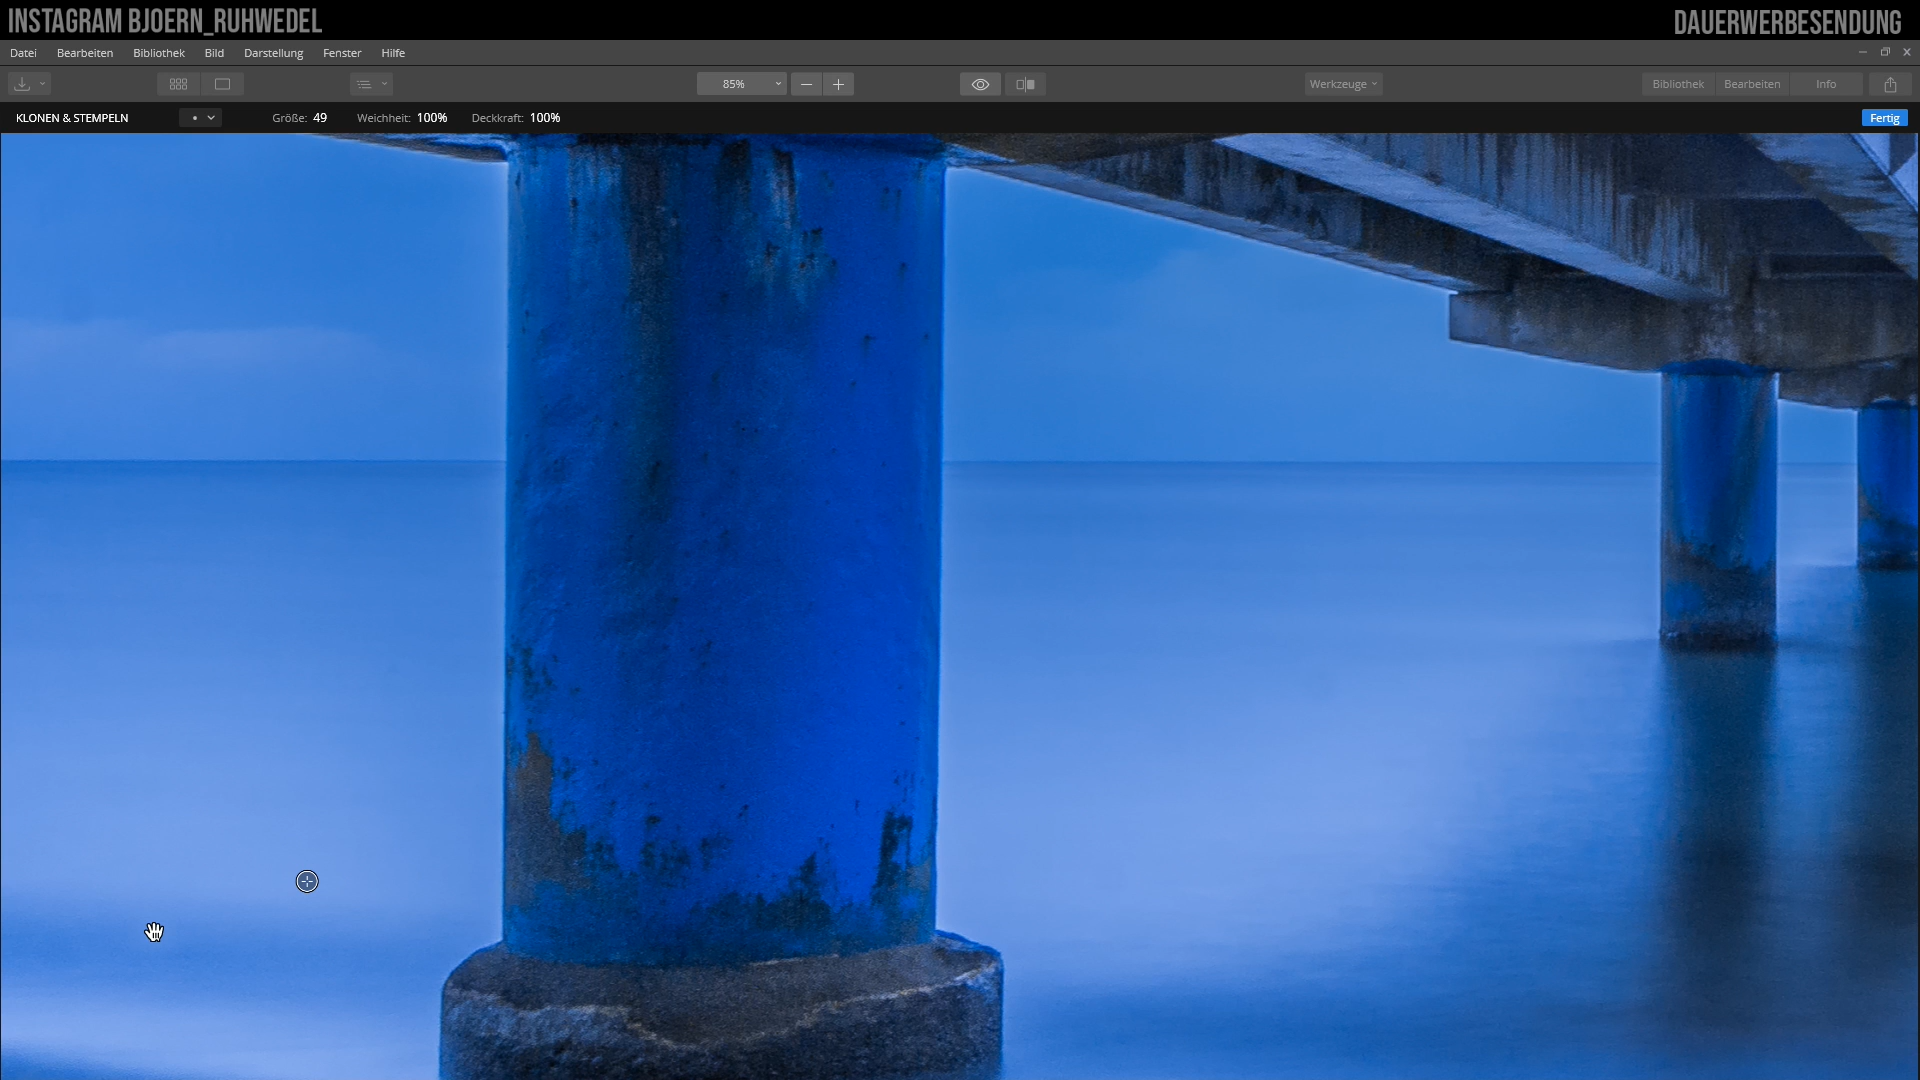 INSTAGRAM BJOERN_RUHWEDEL
DAUERWERBESENDUNG
Datei Bearbeiten Bibliothek Bild Darstellung Fenster Hilfe
85% Werkzeuge Bibliothek Bearbeiten Info
KLONEN & STEMPELN Größe: 49 Weichheit: 100% Deckkraft: 100% Fertig